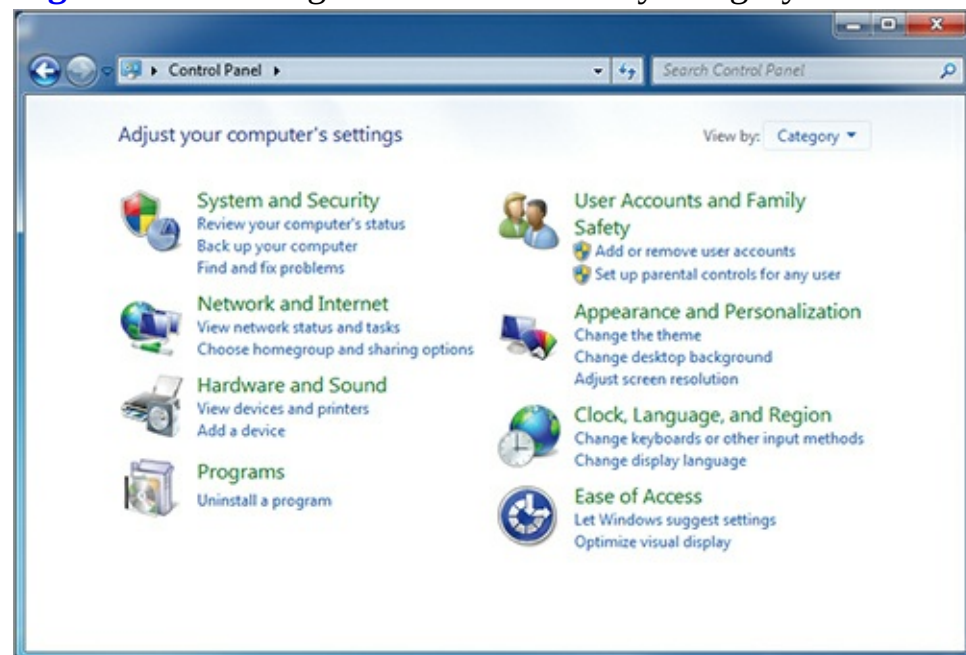 Control Panel
Search Control Panel
Adjust your computer's settings
View by: Category
System and Security
Review your computer's status
Back up your computer
Find and fix problems
Network and Internet
View network status and tasks
Choose homegroup and sharing options
Hardware and Sound
View devices and printers
Add a device
Programs
Uninstall a program
User Accounts and Family
Safety
Add or remove user accounts
Set up parental controls for any user
Appearance and Personalization
Change the theme
Change desktop background
Adjust screen resolution
Clock, Language, and Region
Change keyboards or other input methods
Change display language
Ease of Access
Let Windows suggest settings
Optimize visual display